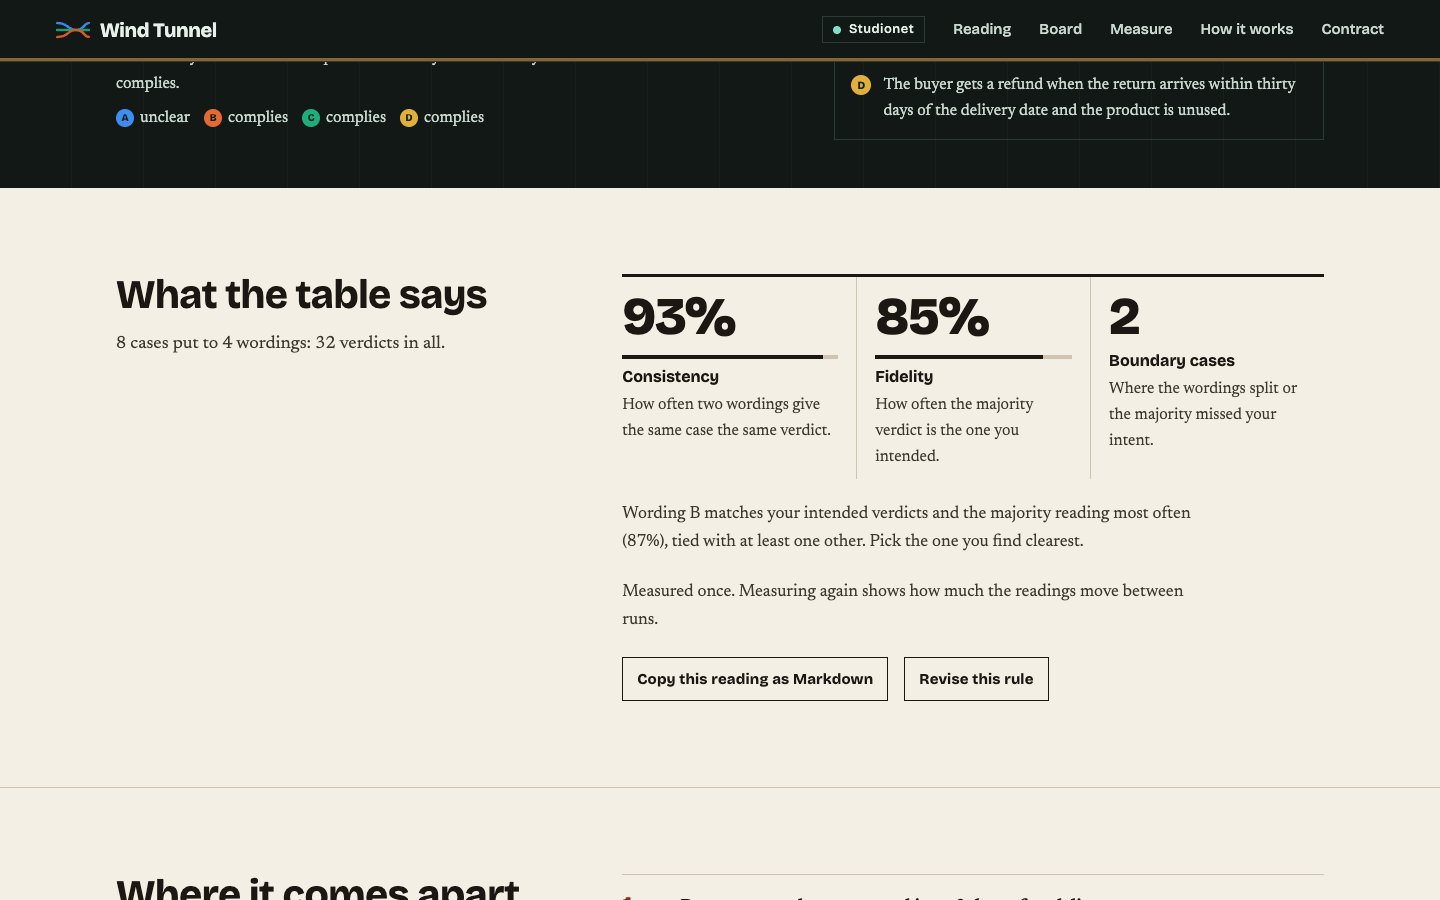 Wind Tunnel
Studionet
Reading
Board
Measure
How it works
Contract
complies.
A unclear B complies C complies D complies
D The buyer gets a refund when the return arrives within thirty
days of the delivery date and the product is unused.
What the table says
8 cases put to 4 wordings: 32 verdicts in all.
93%
Consistency
How often two wordings give
the same case the same verdict.
85%
Fidelity
How often the majority
verdict is the one you
intended.
2
Boundary cases
Where the wordings split or
the majority missed your
intent.
Wording B matches your intended verdicts and the majority reading most often
(87%), tied with at least one other. Pick the one you find clearest.
Measured once. Measuring again shows how much the readings move between
runs.
Copy this reading as Markdown
Revise this rule
Where it comes apart